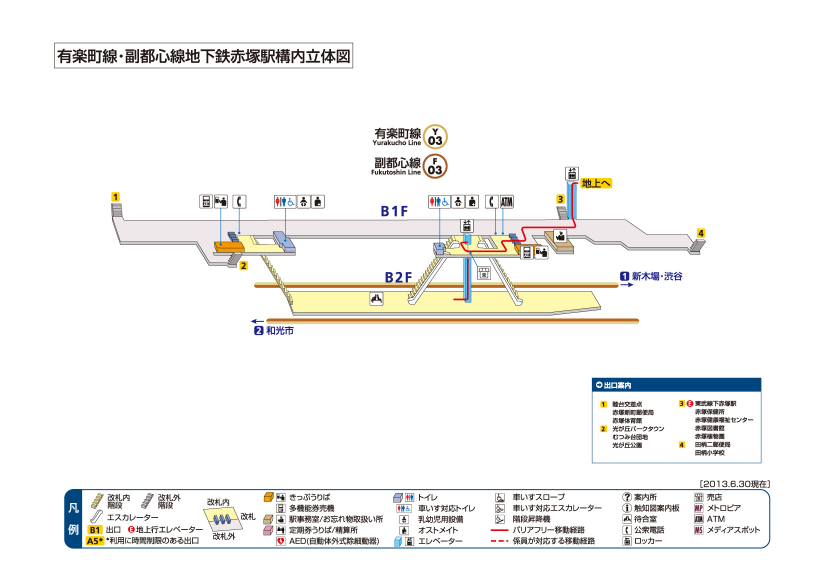 有楽町線・副都心線地下鉄赤塚駅構内立体図
有楽町線 Y 03
Yurakucho Line
副都心線 F 03
Fukutoshin Line
地上へ
1
3
4
ATM
B1F
2
B2F
1 新木場・渋谷
2 和光市
出口案内
1 睦台交差点
赤塚新町郵便局
赤塚体育館
2 光が丘パークタウン
むつみ台団地
光が丘公園
3 E 東武線下赤塚駅
赤塚保健所
赤塚健康福祉センター
赤塚図書館
赤塚植物園
4 田柄二郵便局
田柄小学校
[2013.6.30現在]
凡例
改札内階段
改札外階段
エスカレーター
B1 出口 E 地上行エレベーター
A5* *利用に時間制限のある出口
改札内
改札
改札外
きっぷうりば
多機能券売機
駅事務室/お忘れ物取扱い所
定期券うりば/精算所
AED(自動体外式除細動器)
トイレ
車いす対応トイレ
乳幼児用設備
オストメイト
エレベーター
車いすスロープ
車いす対応エスカレーター
階段昇降機
バリアフリー移動経路
係員が対応する移動経路
案内所
触知図案内板
待合室
公衆電話
ロッカー
売店
MP メトロピア
ATM ATM
MS メディアスポット